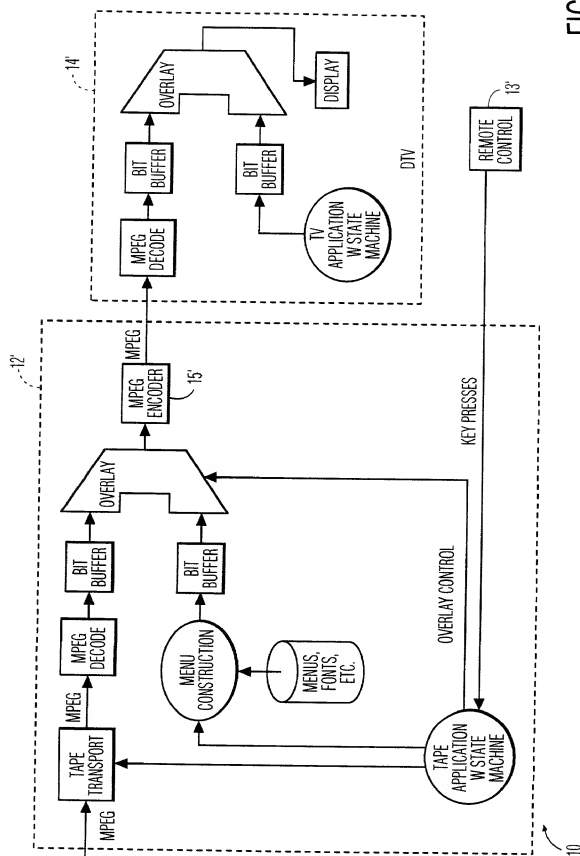 12'
MPEG
TAPE
TRANSPORT
MPEG
MPEG
DECODE
BIT
BUFFER
OVERLAY
MPEG
ENCODER
15'
MPEG
MENU
CONSTRUCTION
BIT
BUFFER
MENUS,
FONTS,
ETC.
TAPE
APPLICATION
W STATE
MACHINE
OVERLAY CONTROL
KEY PRESSES
10
14'
MPEG
DECODE
BIT
BUFFER
OVERLAY
DISPLAY
TV
APPLICATION
W STATE
MACHINE
BIT
BUFFER
DTV
REMOTE
CONTROL
13'
FIG